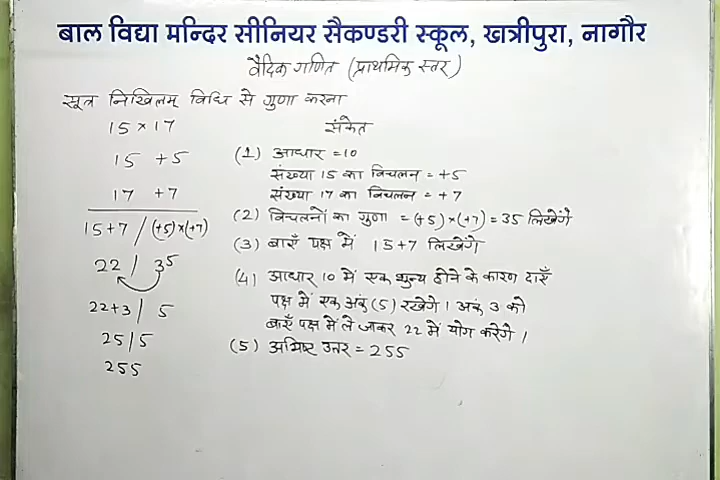 बाल विद्या मन्दिर सीनियर सैकण्डरी स्कूल, खत्रीपुरा, नागौर
वैदिक गणित (प्राथमिक स्तर)
सूत्र निखिलम् विधि से गुणा करना
15 × 17
15 +5
17 +7
15+7 / (+5)×(+7)
22 / 35
22+3 / 5
25/5
255
संकेत
(1) आधार =10
संख्या 15 का विचलन = +5
संख्या 17 का विचलन = +7
(2) विचलनों का गुणा = (+5)×(+7) = 35 लिखेंगे
(3) बाएँ पक्ष में 15+7 लिखेंगे
(4) आधार 10 में एक शून्य होने के कारण दाएँ
पक्ष में एक अंक (5) रखेगे। अंक 3 को
बाएँ पक्ष में ले जाकर 22 में योग करेंगे।
(5) अभिष्ट उत्तर = 255